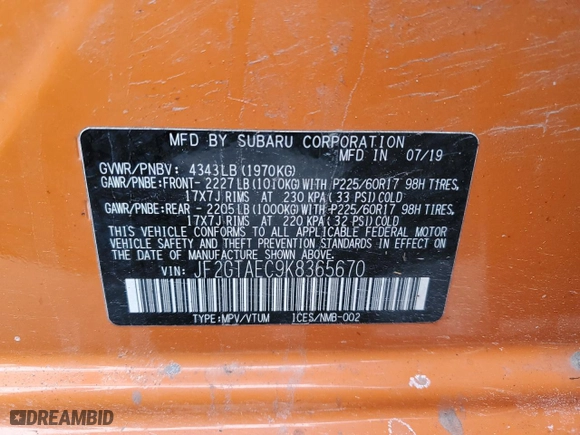 MFD BY SUBARU CORPORATION
MFD IN 07/19
GVWR/PNBV: 4343LB(1970KG)
GAWR/PNBE:FRONT- 2227LB(1010KG)WITH P225/60R17 98H TIRES,
17X7J RIMS AT 230 KPA(33 PSI)COLD
GAWR/PNBE:REAR - 2205LB(1000KG)WITH P225/60R17 98H TIRES,
17X7J RIMS AT 220 KPA(32 PSI)COLD
THIS VEHICLE CONFORMS TO ALL APPLICABLE FEDERAL MOTOR
VEHICLE SAFETY AND THEFT PREVENTION STANDARDS IN EFFECT ON
THE DATE OF MANUFACTURE SHOWN ABOVE.
VIN: JF2GTAEC9K8365670
TYPE:MPV/VTUM ICES/NMB-002
DREAMBID